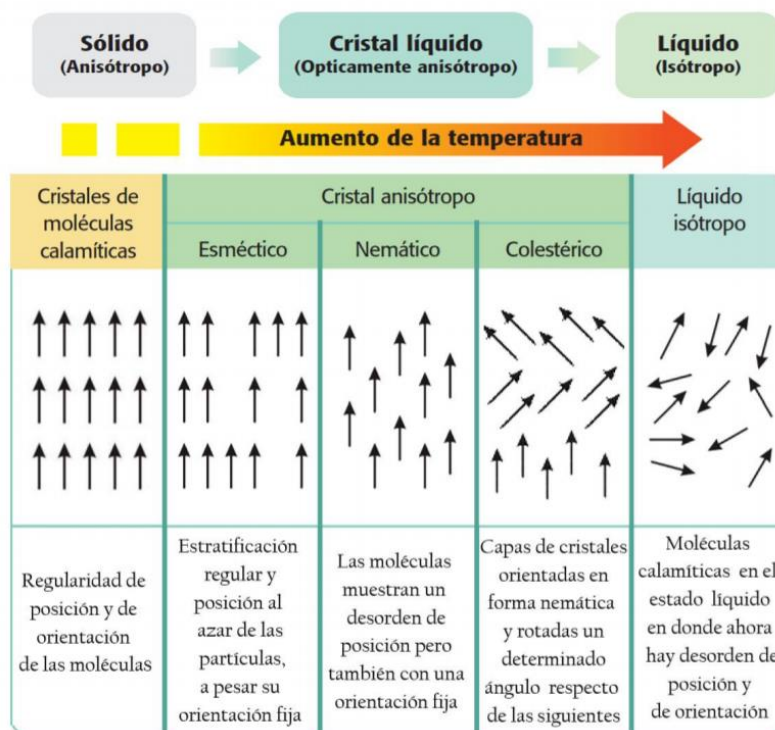 Sólido
(Anisótropo)
Cristal líquido
(Opticamente anisótropo)
Líquido
(Isótropo)
Aumento de la temperatura
Cristales de
moléculas
calamíticas
Cristal anisótropo
Esméctico
Nemático
Colestérico
Líquido
isótropo
Regularidad de
posición y de
orientación
de las moléculas
Estratificación
regular y
posición al
azar de las
partículas,
a pesar su
orientación fija
Las moléculas
muestran un
desorden de
posición pero
también con una
orientación fija
Capas de cristales
orientadas en
forma nemática
y rotadas un
determinado
ángulo respecto
de las siguientes
Moléculas
calamíticas en el
estado líquido
en donde ahora
hay desorden de
posición y
de orientación